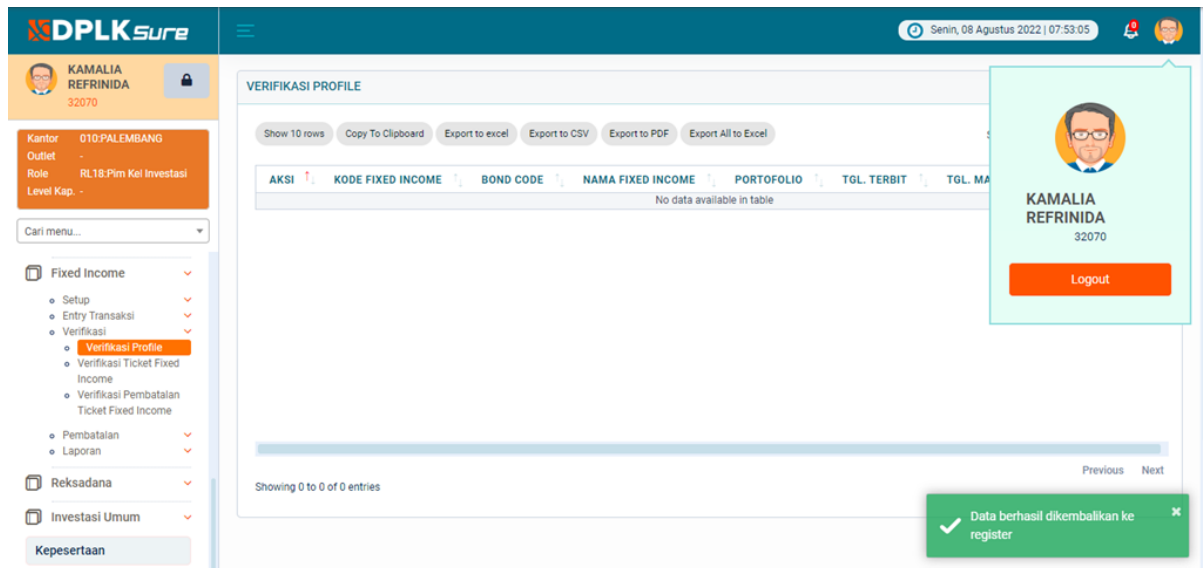 DPLKSure
Senin, 08 Agustus 2022 | 07:53:05
0
KAMALIA
REFRINIDA
32070
Kantor 010:PALEMBANG
Outlet -
Role RL18:Pim Kel Investasi
Level Kap. -
Cari menu...
Fixed Income
Setup
Entry Transaksi
Verifikasi
Verifikasi Profile
Verifikasi Ticket Fixed
Income
Verifikasi Pembatalan
Ticket Fixed Income
Pembatalan
Laporan
Reksadana
Investasi Umum
Kepesertaan
VERIFIKASI PROFILE
Show 10 rows Copy To Clipboard Export to excel Export to CSV Export to PDF Export All to Excel
AKSI KODE FIXED INCOME BOND CODE NAMA FIXED INCOME PORTOFOLIO TGL. TERBIT TGL. MA
No data available in table
Previous Next
Showing 0 to 0 of 0 entries
KAMALIA
REFRINIDA
32070
Logout
Data berhasil dikembalikan ke
register